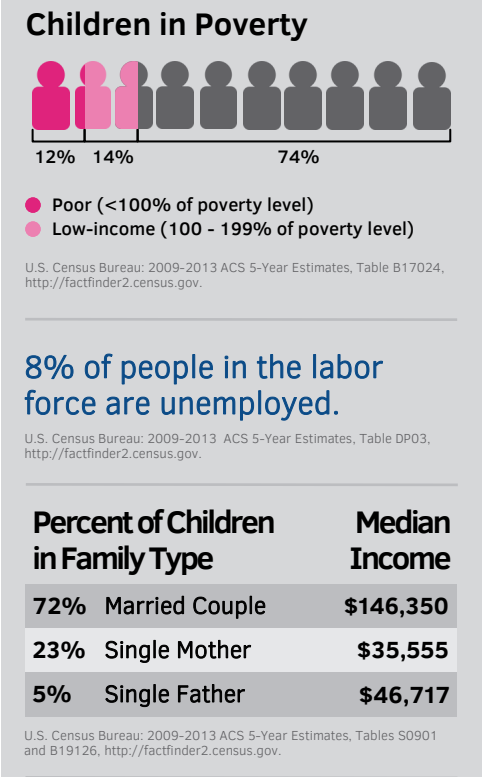 Children in Poverty
12% 14% 74%
Poor (<100% of poverty level)
Low-income (100 - 199% of poverty level)
U.S. Census Bureau: 2009-2013 ACS 5-Year Estimates, Table B17024,
http://factfinder2.census.gov.
8% of people in the labor
force are unemployed.
U.S. Census Bureau: 2009-2013 ACS 5-Year Estimates, Table DP03,
http://factfinder2.census.gov.
Percent of Children Median
in Family Type Income
72% Married Couple $146,350
23% Single Mother $35,555
5% Single Father $46,717
U.S. Census Bureau: 2009-2013 ACS 5-Year Estimates, Tables S0901
and B19126, http://factfinder2.census.gov.